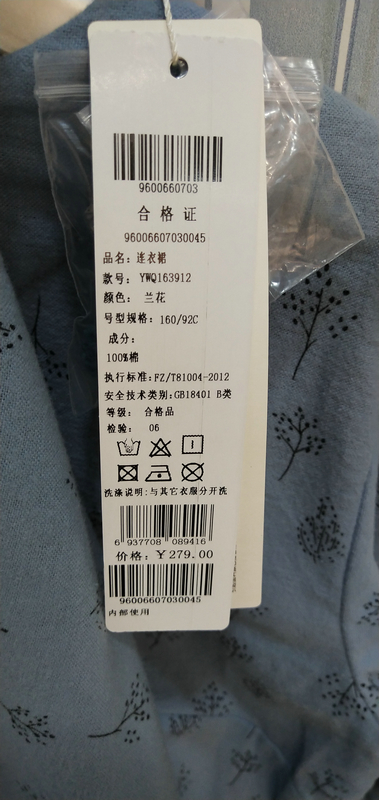 9600660703
合格证
96006607030045
品名：连衣裙
款号：YWQ163912
颜色： 兰花
号型规格：160/92C
成分：
100%棉
执行标准：FZ/T81004-2012
安全技术类别：GB18401 B类
等级： 合格品
检验： 06
洗涤说明：与其它衣服分开洗
6 937708 089416
价格：￥279.00
96006607030045
内部使用